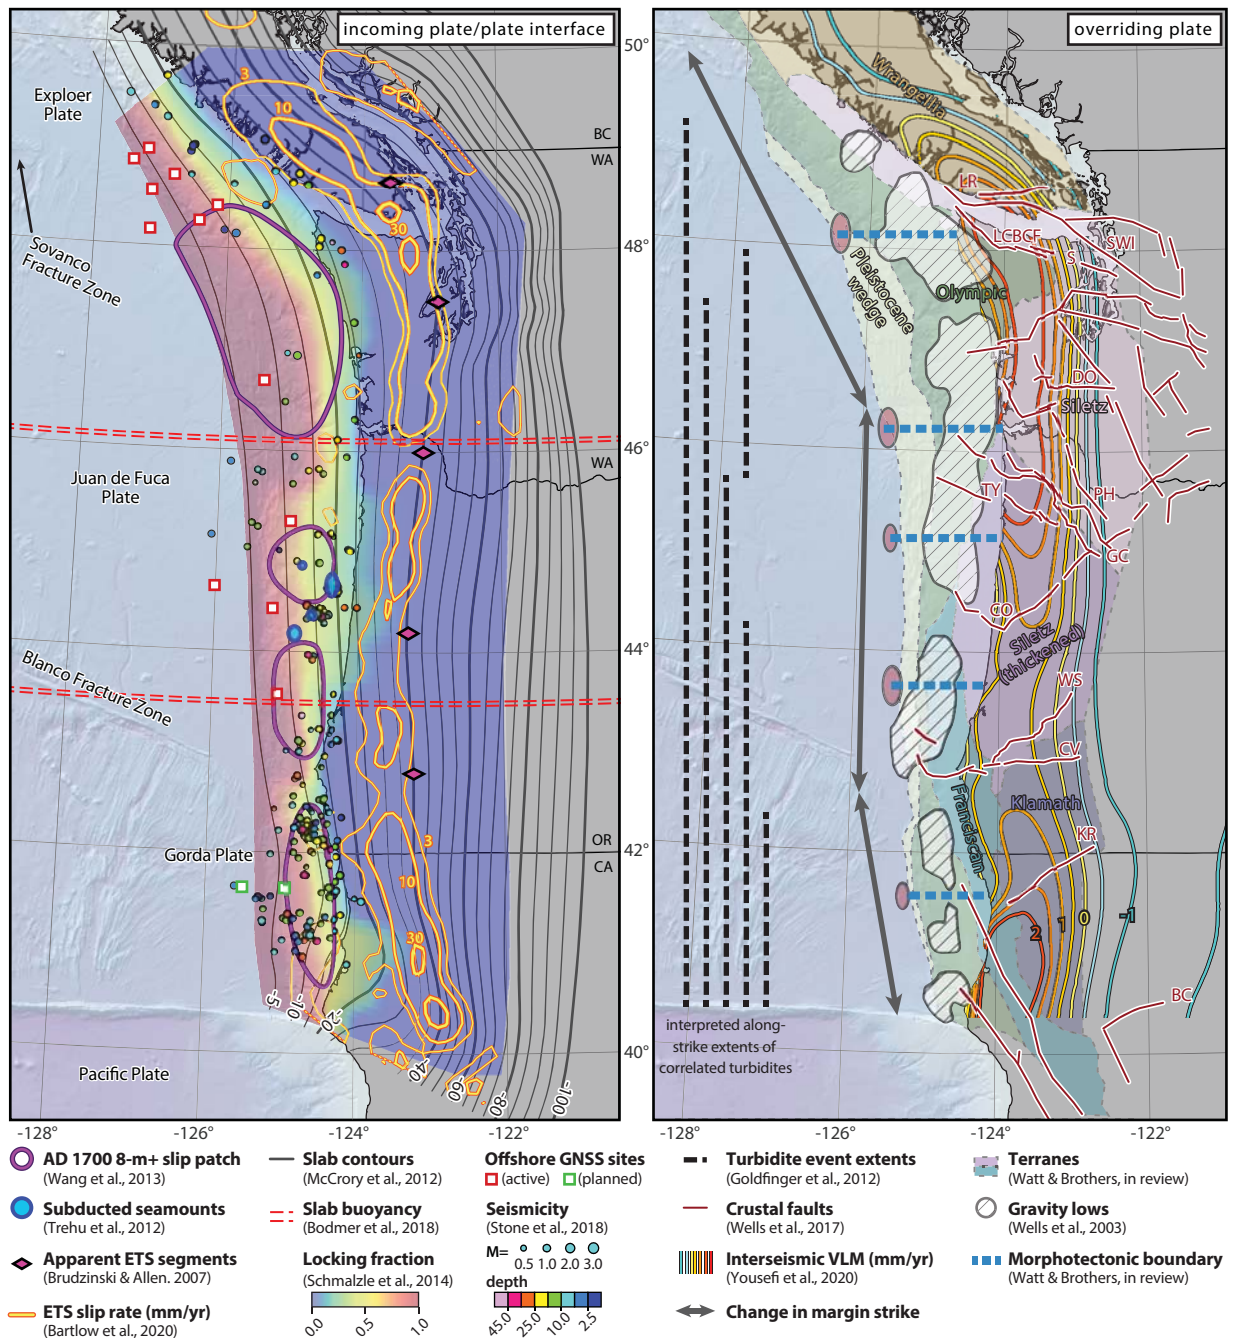 incoming plate/plate interface
overriding plate
50°
48°
46°
44°
42°
40°
Exploer
Plate
BC
WA
Sovanco
Fracture Zone
Juan de Fuca
Plate
WA
Blanco Fracture Zone
OR
CA
Gorda Plate
Pacific Plate
3
10
30
3
10
30
-5
-10
-20
-40
-60
-80
-100
Wrangellia
LR
LCBCF
SWI
S
Pleistocene
wedge
Olympic
DO
Siletz
TY
PH
GC
CO
Siletz
(thickened)
WS
CV
Klamath
Franciscan
KR
2
1
0
-1
BC
interpreted along-
strike extents of
correlated turbidites
-128
-126
-124
-122
-128
-126
-124
-122
AD 1700 8-m+ slip patch
(Wang et al., 2013)
Subducted seamounts
(Trehu et al., 2012)
Apparent ETS segments
(Brudzinski & Allen. 2007)
ETS slip rate (mm/yr)
(Bartlow et al., 2020)
Slab contours
(McCrory et al., 2012)
Slab buoyancy
(Bodmer et al., 2018)
Locking fraction
(Schmalzle et al., 2014)
0.0
0.5
1.0
Offshore GNSS sites
(active)
(planned)
Seismicity
(Stone et al., 2018)
M=
0.5 1.0 2.0 3.0
depth
45.0
25.0
10.0
2.5
Turbidite event extents
(Goldfinger et al., 2012)
Crustal faults
(Wells et al., 2017)
Interseismic VLM (mm/yr)
(Yousefi et al., 2020)
Change in margin strike
Terranes
(Watt & Brothers, in review)
Gravity lows
(Wells et al., 2003)
Morphotectonic boundary
(Watt & Brothers, in review)